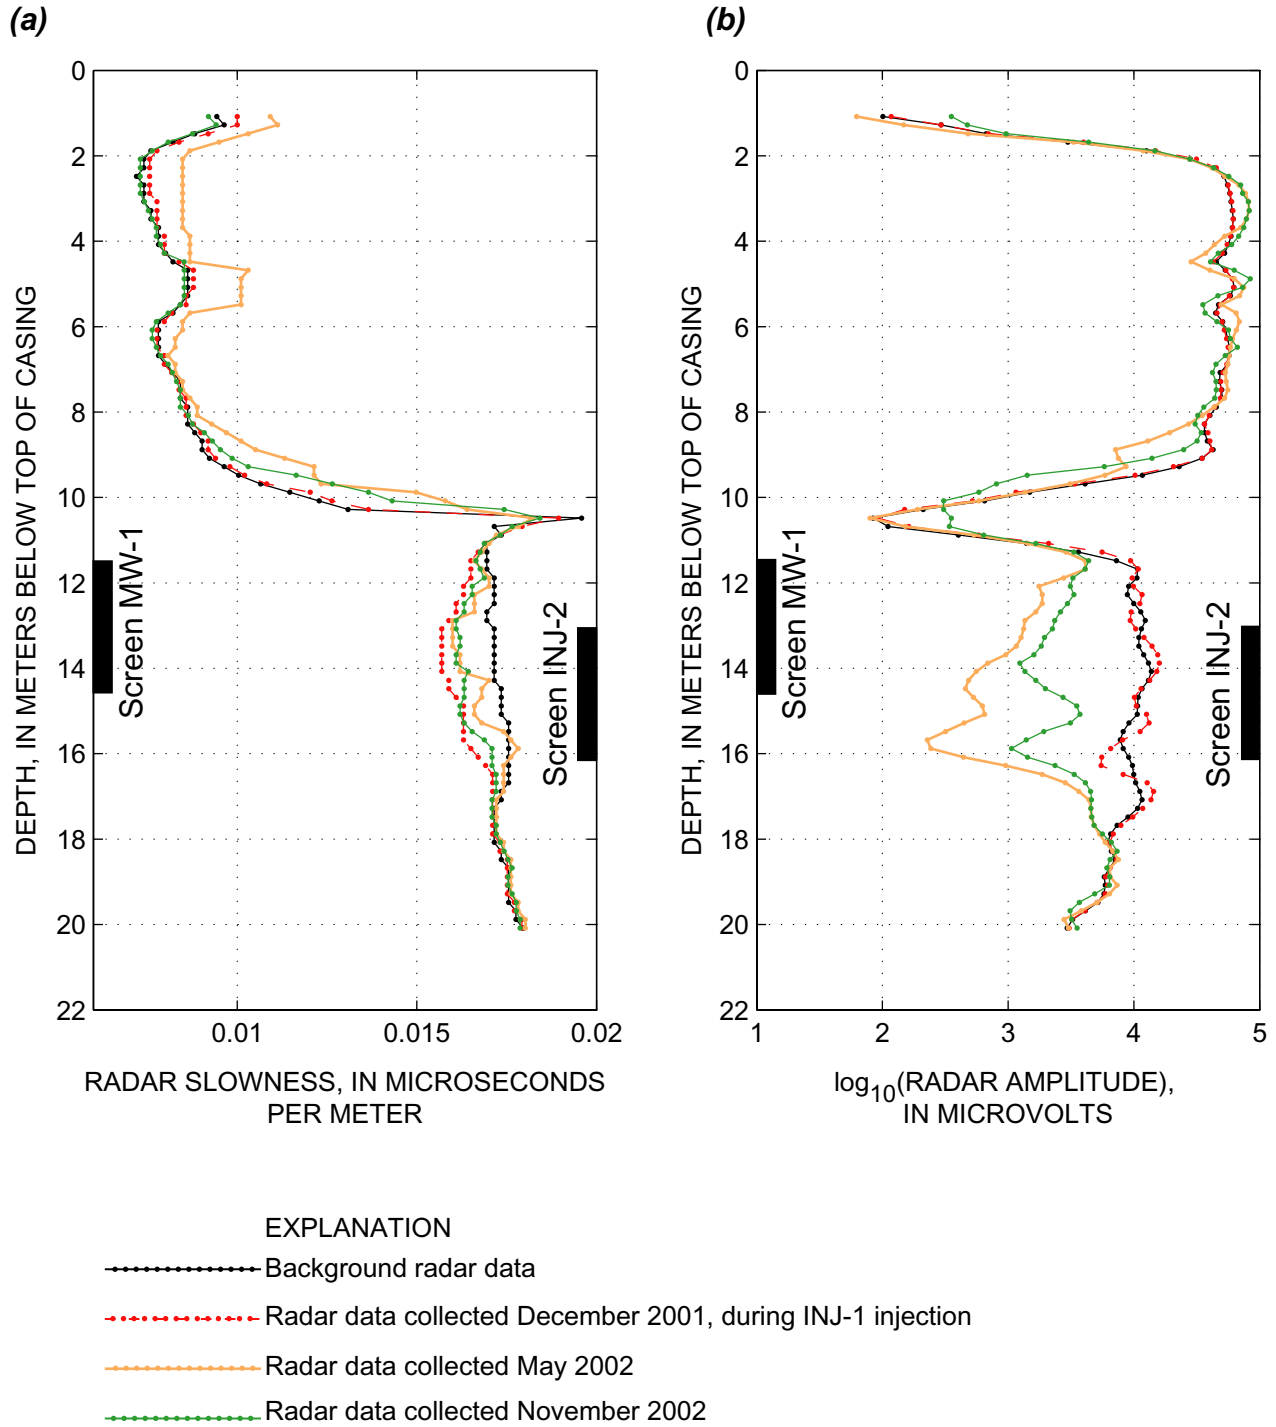 (a)
(b)
0
2
4
6
8
10
12
14
16
18
20
22
0.01
0.015
0.02
DEPTH, IN METERS BELOW TOP OF CASING
Screen MW-1
Screen INJ-2
RADAR SLOWNESS, IN MICROSECONDS
PER METER
0
2
4
6
8
10
12
14
16
18
20
22
1
2
3
4
5
DEPTH, IN METERS BELOW TOP OF CASING
Screen MW-1
Screen INJ-2
log10(RADAR AMPLITUDE),
IN MICROVOLTS
EXPLANATION
Background radar data
Radar data collected December 2001, during INJ-1 injection
Radar data collected May 2002
Radar data collected November 2002